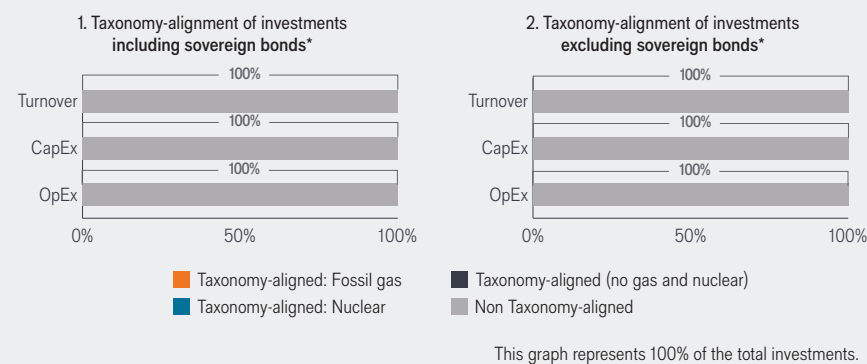 1. Taxonomy-alignment of investments
including sovereign bonds*
100%
Turnover
100%
CapEx
100%
OpEx
0%
50%
100%
2. Taxonomy-alignment of investments
excluding sovereign bonds*
100%
Turnover
100%
CapEx
100%
OpEx
0%
50%
100%
Taxonomy-aligned: Fossil gas
Taxonomy-aligned: Nuclear
Taxonomy-aligned (no gas and nuclear)
Non Taxonomy-aligned
This graph represents 100% of the total investments.